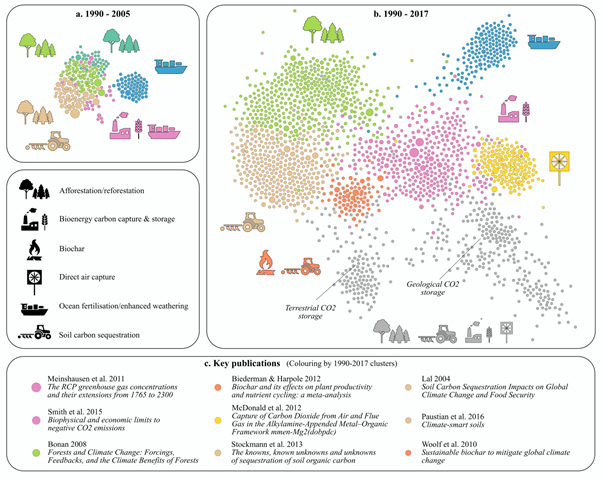 a. 1990 - 2005
b. 1990 - 2017
Afforestation/reforestation
Bioenergy carbon capture & storage
Biochar
Direct air capture
Ocean fertilisation/enhanced weathering
Soil carbon sequestration
Terrestrial CO2
storage
Geological CO2
storage
c. Key publications (Colouring by 1990-2017 clusters)
Meinshausen et al. 2011
The RCP greenhouse gas concentrations
and their extensions from 1765 to 2300
Smith et al. 2015
Biophysical and economic limits to
negative CO2 emissions
Bonan 2008
Forests and Climate Change: Forcings,
Feedbacks, and the Climate Benefits of Forests
Biederman & Harpole 2012
Biochar and its effects on plant productivity
and nutrient cycling: a meta-analysis
McDonald et al. 2012
Capture of Carbon Dioxide from Air and Flue
Gas in the Alkylamine-Appended Metal–Organic
Framework mmen-Mg2(dobpdc)
Stockmann et al. 2013
The knowns, known unknowns and unknowns
of sequestration of soil organic carbon
Lal 2004
Soil Carbon Sequestration Impacts on Global
Climate Change and Food Security
Paustian et al. 2016
Climate-smart soils
Woolf et al. 2010
Sustainable biochar to mitigate global climate
change